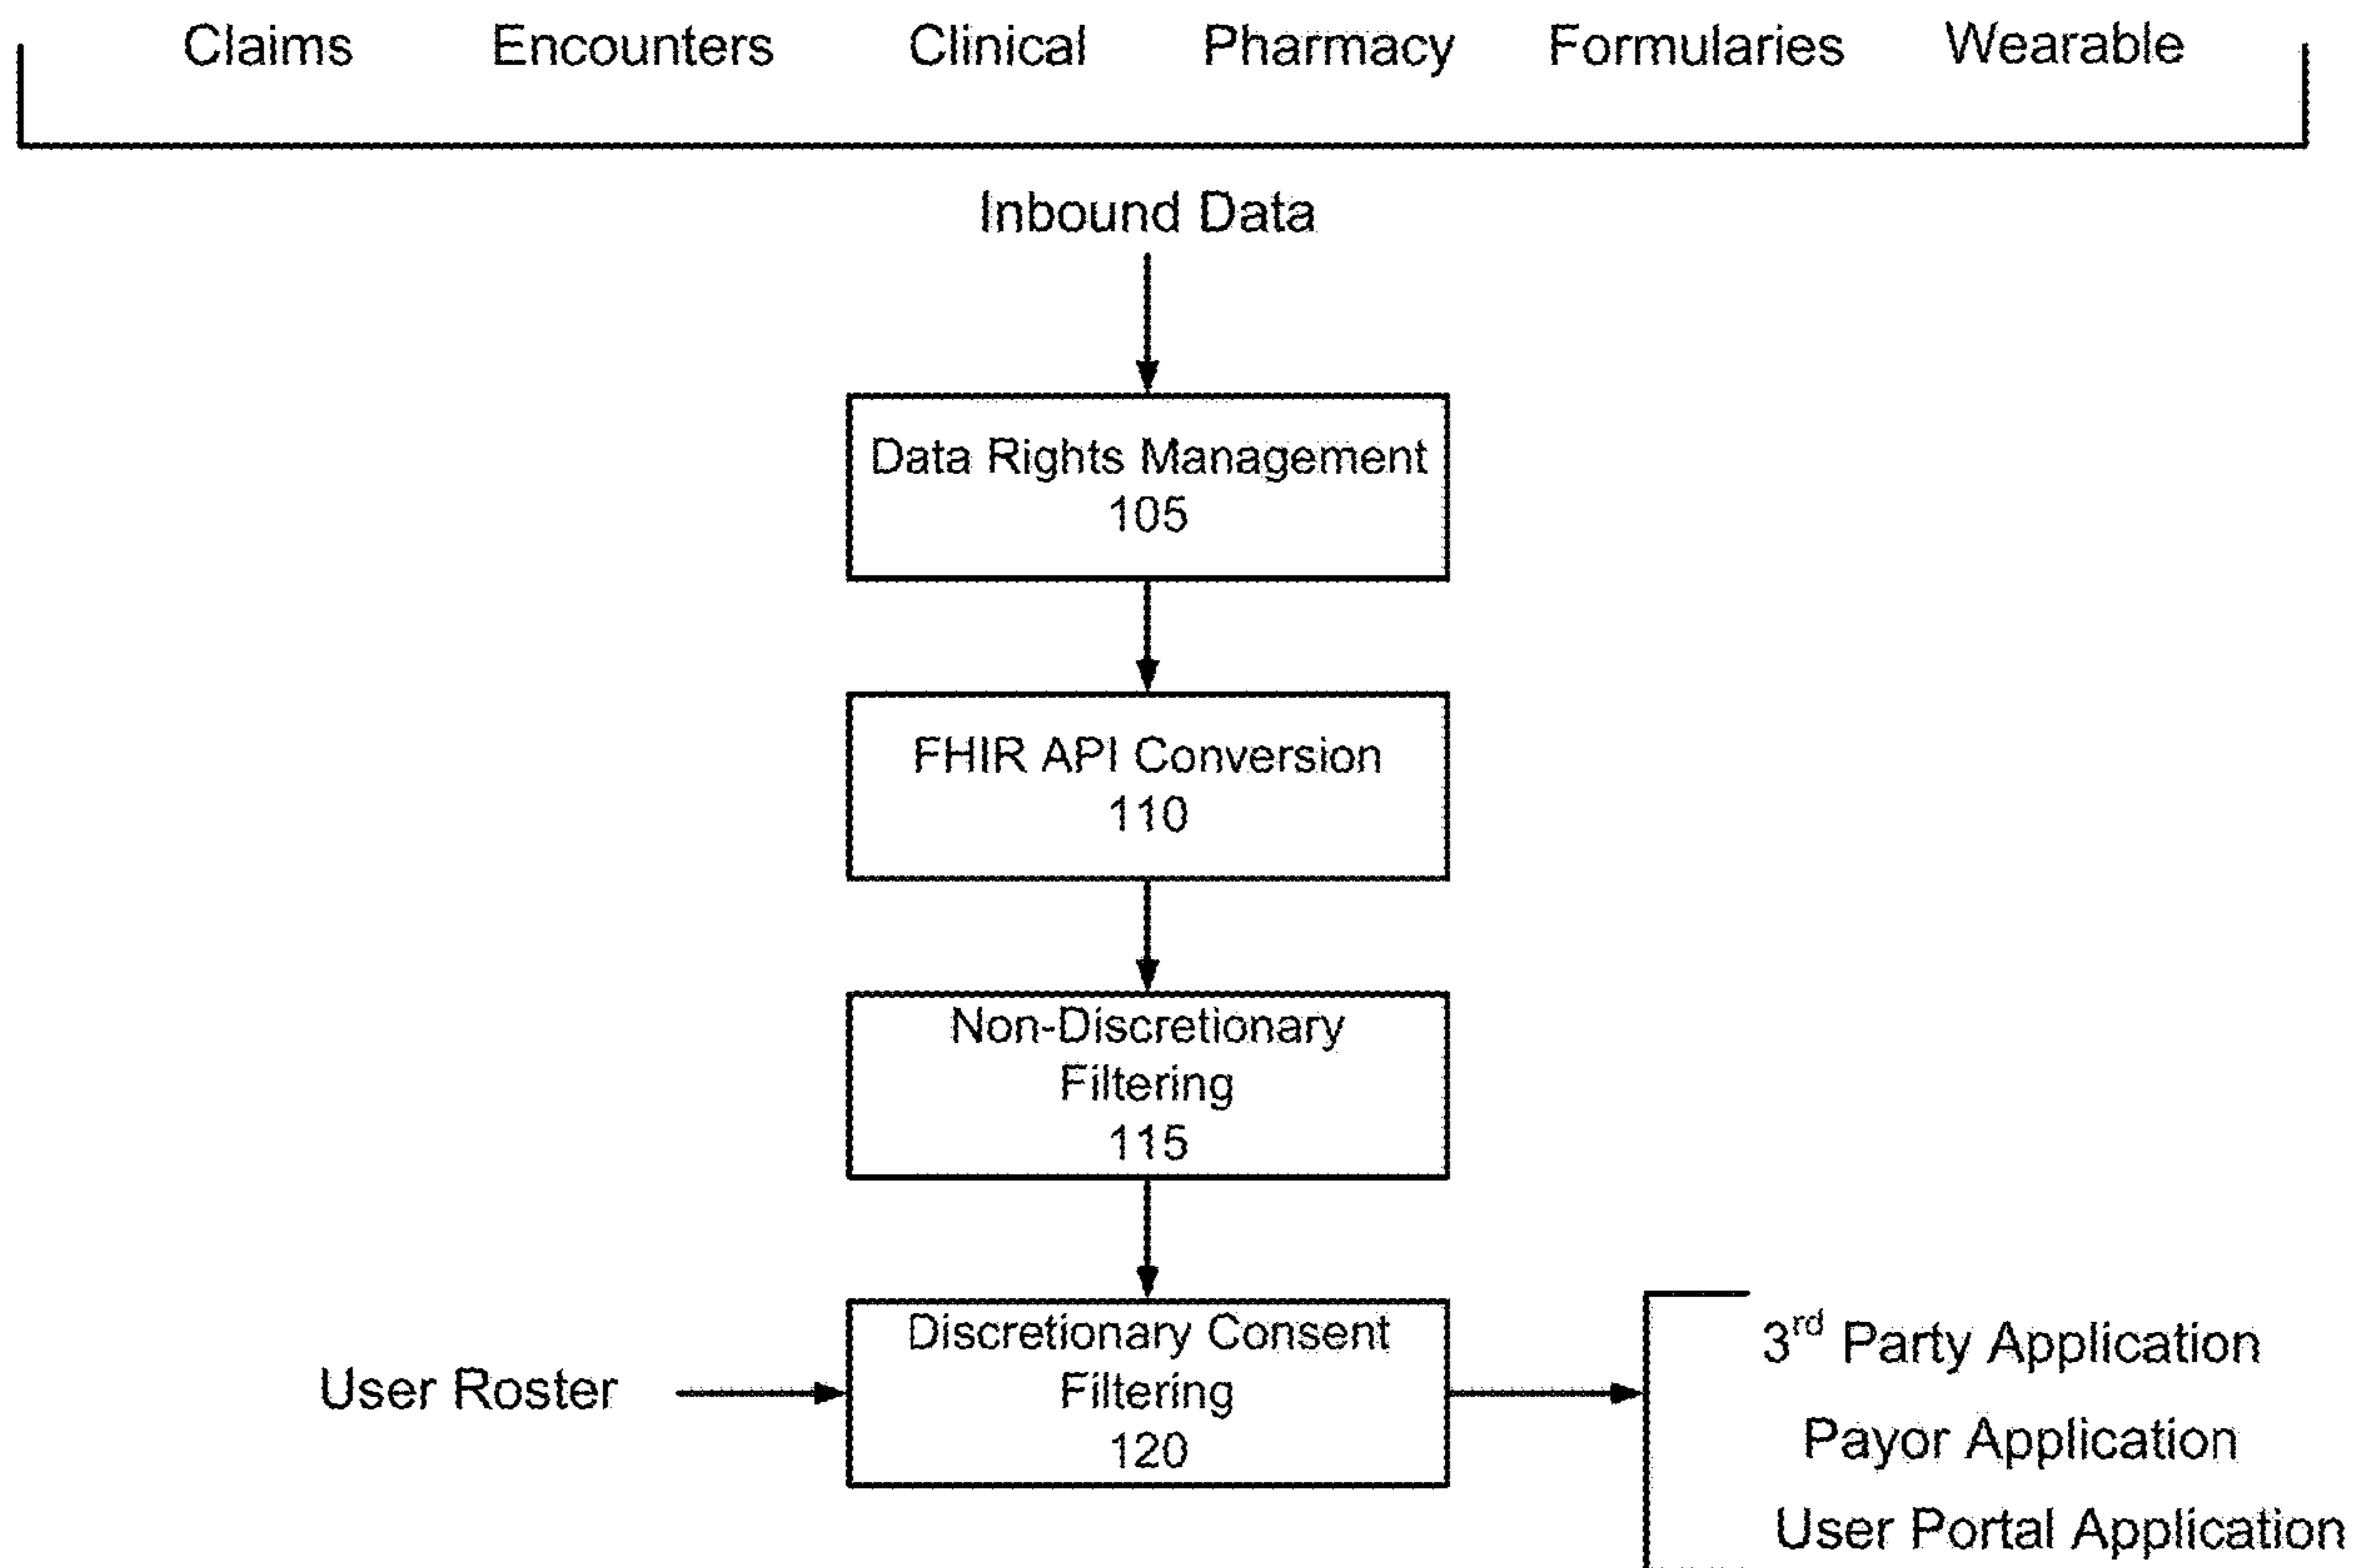 Claims Encounters Clinical Pharmacy Formularies Wearable
Inbound Data
Data Rights Management
105
FHIR API Conversion
110
Non-Discretionary
Filtering
115
Discretionary Consent
Filtering
120
User Roster
3rd Party Application
Payor Application
User Portal Application